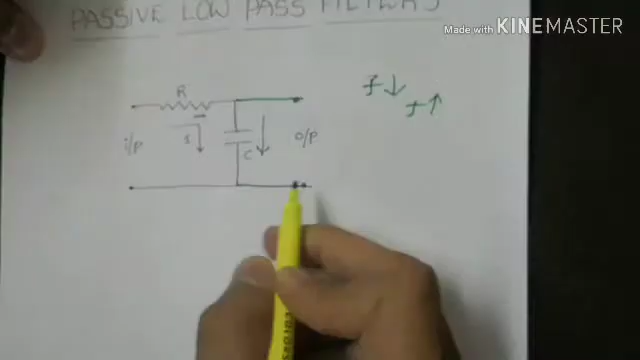 PASSIVE LOW PASS FILTERS
Made with KINEMASTER
R
f↓
f↑
i/p
I
C
o/p